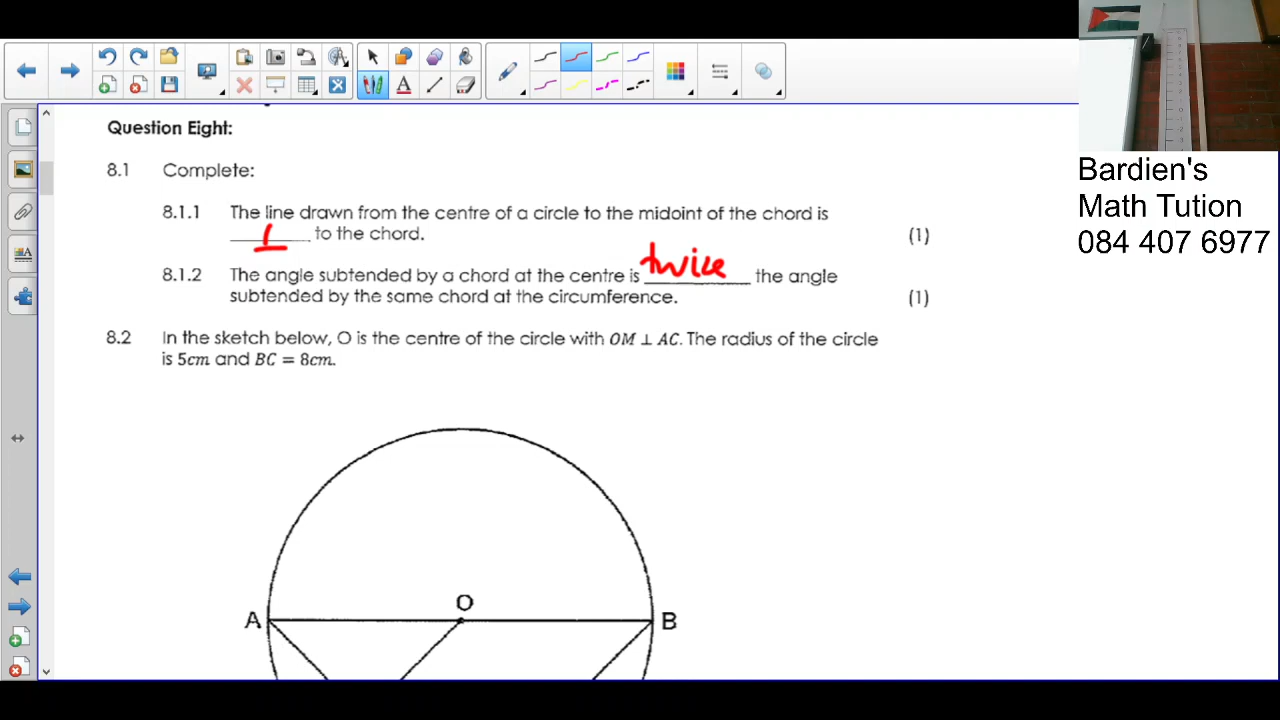 Question Eight:
8.1 Complete:
8.1.1 The line drawn from the centre of a circle to the midoint of the chord is
⊥ to the chord. (1)
8.1.2 The angle subtended by a chord at the centre is twice the angle
subtended by the same chord at the circumference. (1)
8.2 In the sketch below, O is the centre of the circle with OM ⊥ AC. The radius of the circle
is 5cm and BC = 8cm.
O
A
B
Bardien's
Math Tution
084 407 6977